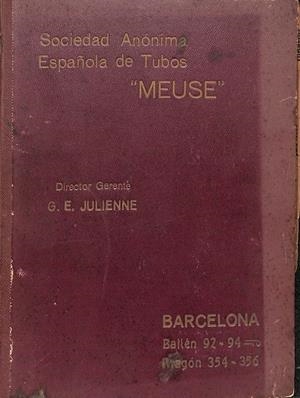 Sociedad Anónima
Española de Tubos
"MEUSE"
Director Gerente
G. E. JULIENNE
BARCELONA
Bailén 92-94
Aragón 354-356